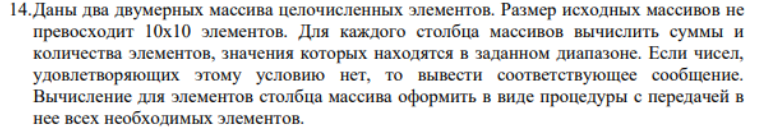 14.Даны два двумерных массива целочисленных элементов. Размер исходных массивов не
превосходит 10x10 элементов. Для каждого столбца массивов вычислить суммы и
количества элементов, значения которых находятся в заданном диапазоне. Если чисел,
удовлетворяющих этому условию нет, то вывести соответствующее сообщение.
Вычисление для элементов столбца массива оформить в виде процедуры с передачей в
нее всех необходимых элементов.